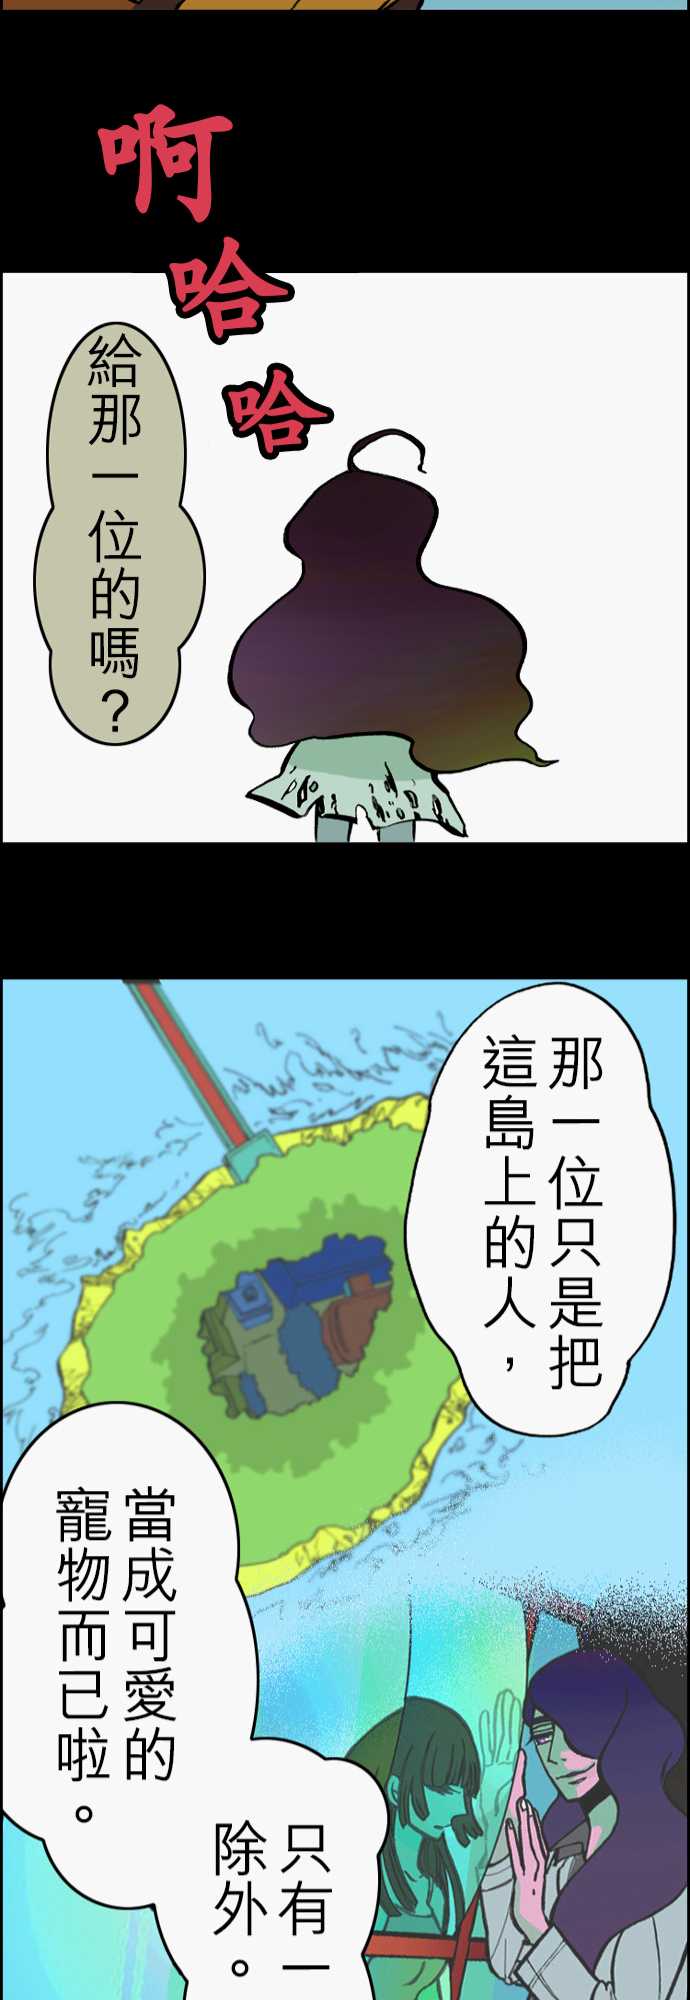 啊哈哈
給那一位的嗎？
那一位只是把
這島上的人，
當成可愛的
寵物而已啦。
只有一
除外。